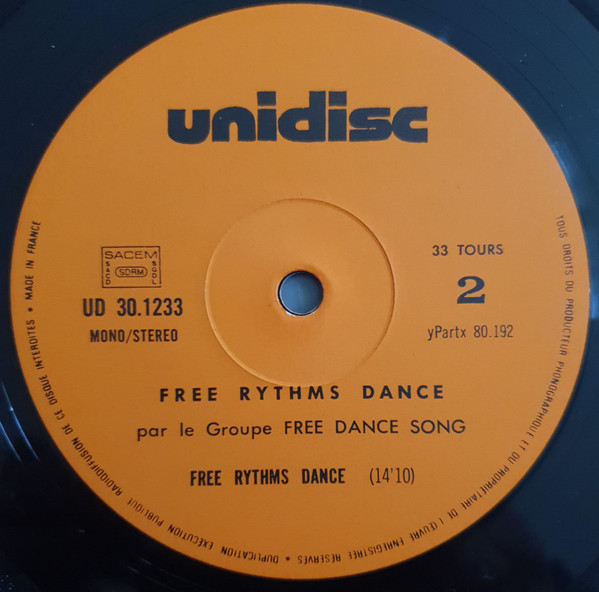 unidisc
SACEM
SACD
SDRM
SGDL
UD 30.1233
MONO/STEREO
33 TOURS
2
yPartx 80.192
FREE RYTHMS DANCE
par le Groupe FREE DANCE SONG
FREE RYTHMS DANCE (14'10)
TOUS DROITS DU PRODUCTEUR PHONOGRAPHIQUE ET DU PROPRIETAIRE DE L'ŒUVRE ENREGISTREE RESERVES * DUPLICATION EXECUTION PUBLIQUE RADIODIFFUSION DE CE DISQUE INTERDITES * MADE IN FRANCE